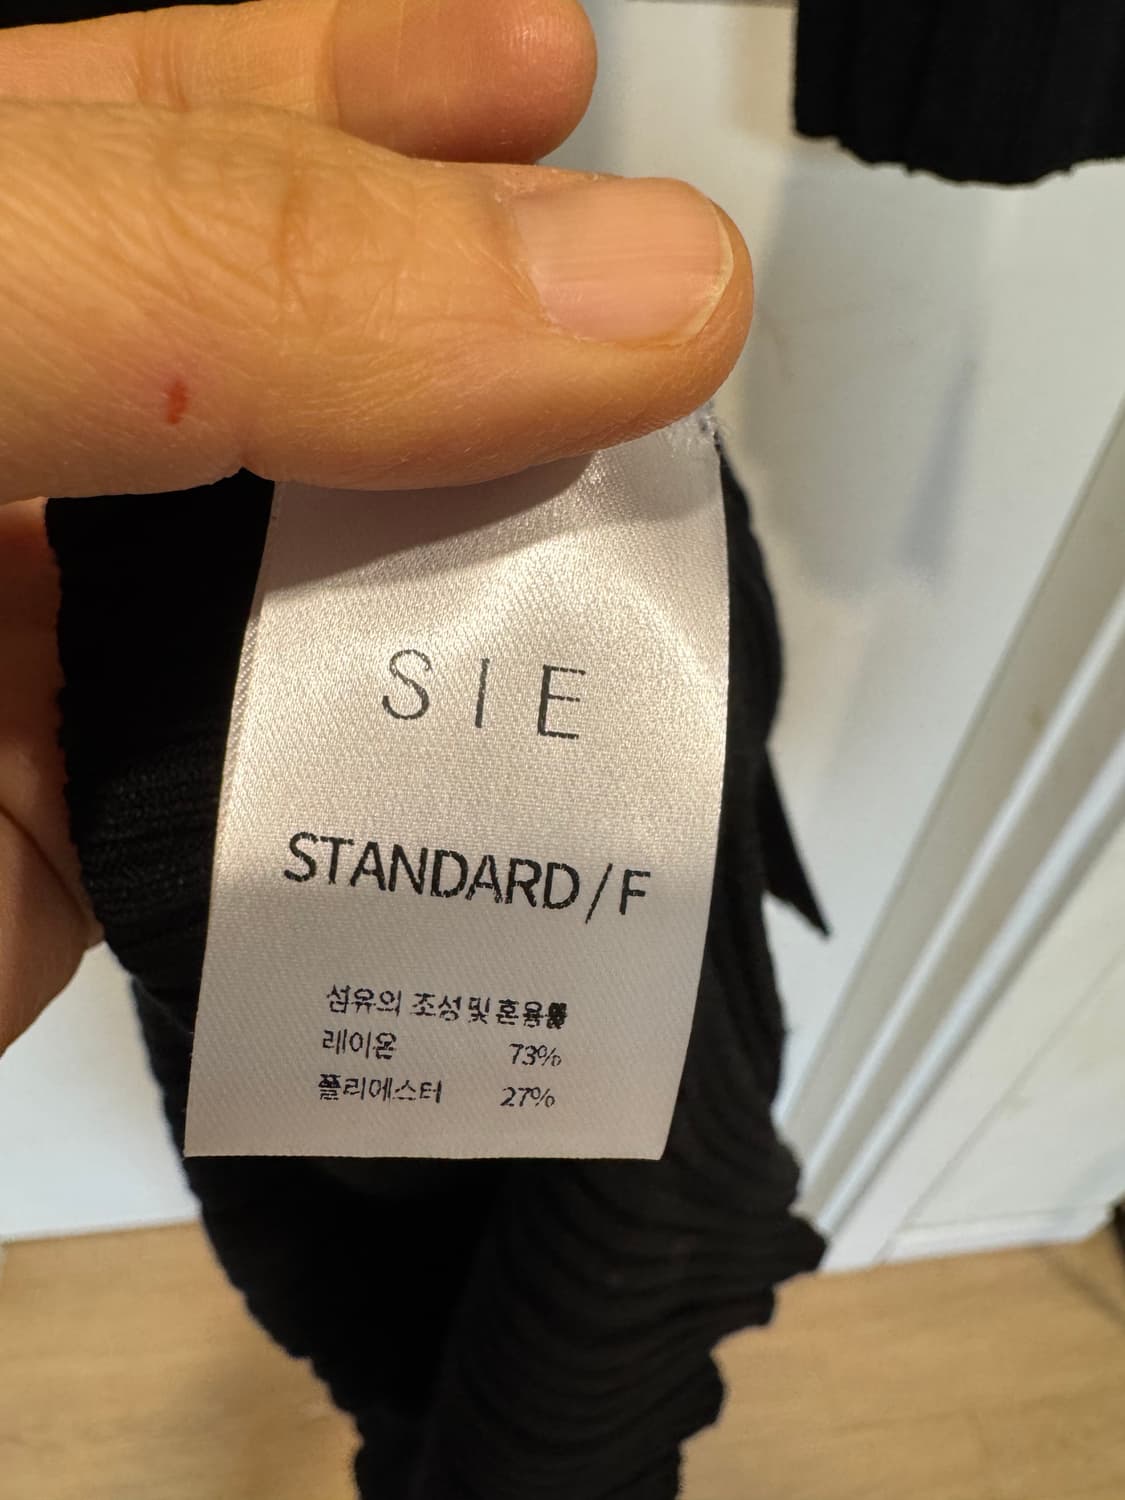 SIE
STANDARD/F
섬유의 조성 및 혼용률
레이온 73%
폴리에스터 27%